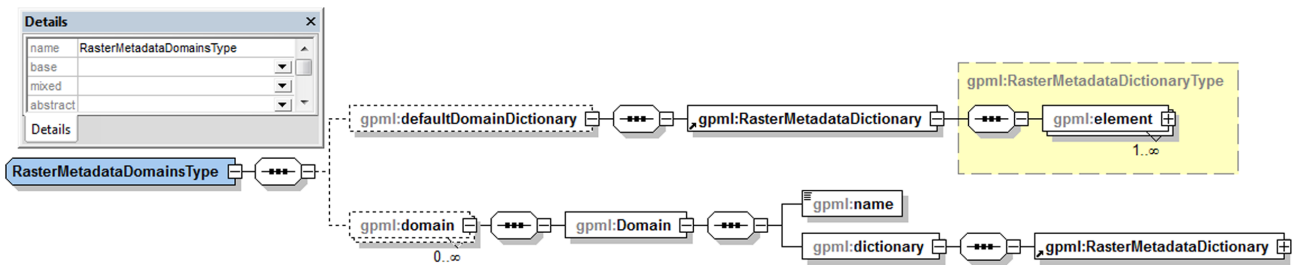 Details
name RasterMetadataDomainsType
base
mixed
abstract
Details
RasterMetadataDomainsType
gpml:defaultDomainDictionary
gpml:RasterMetadataDictionary
gpml:RasterMetadataDictionaryType
gpml:element
1..∞
gpml:domain
0..∞
gpml:Domain
gpml:name
gpml:dictionary
gpml:RasterMetadataDictionary